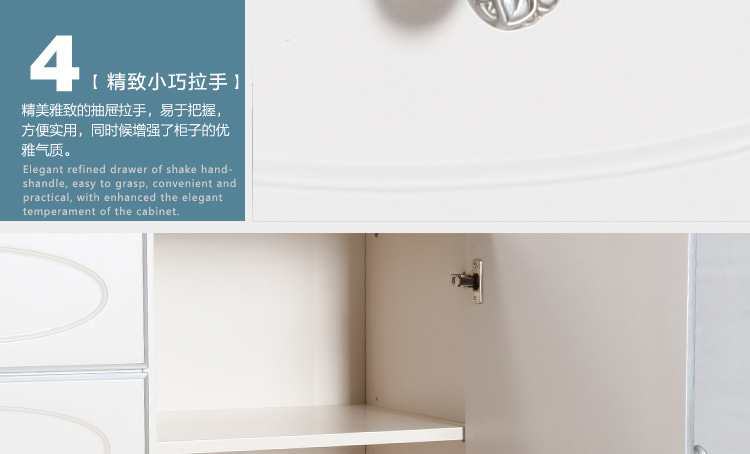 4
【 精致小巧拉手 】
精美雅致的抽屉拉手，易于把握，
方便实用，同时候增强了柜子的优
雅气质。
Elegant refined drawer of shake hand-
shandle, easy to grasp, convenient and
practical, with enhanced the elegant
temperament of the cabinet.